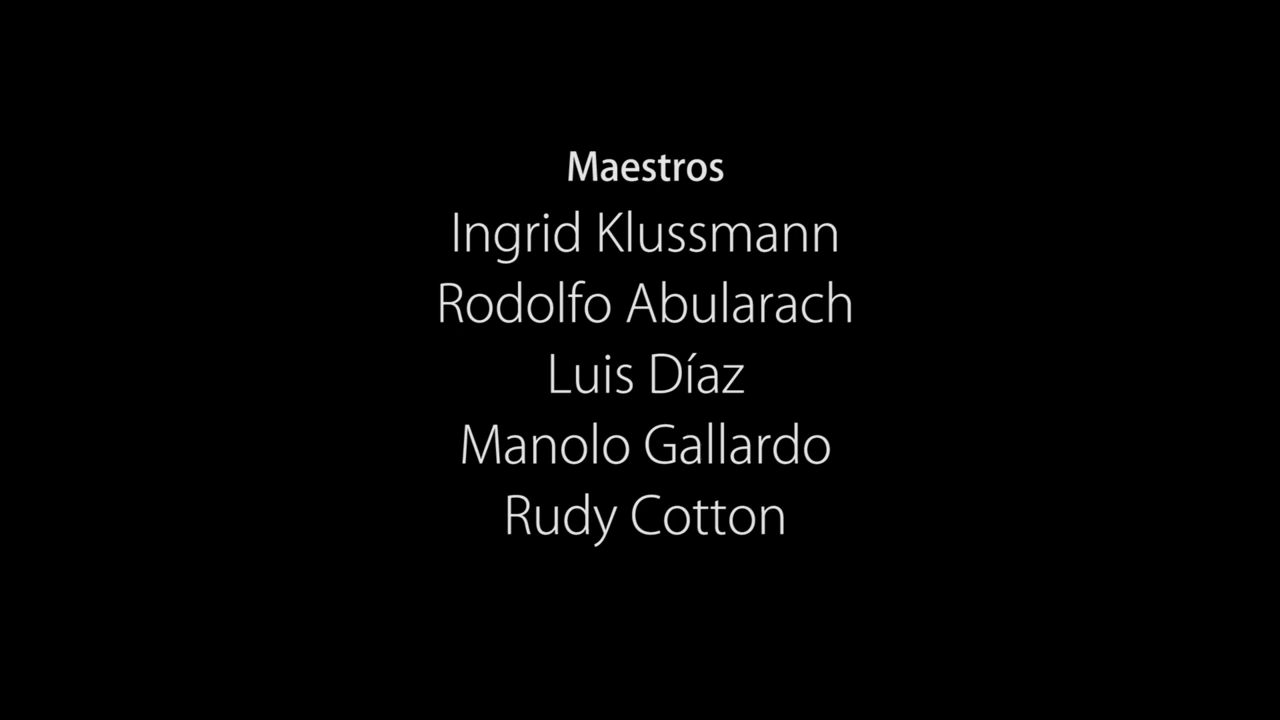 Maestros
Ingrid Klussmann
Rodolfo Abularach
Luis Díaz
Manolo Gallardo
Rudy Cotton